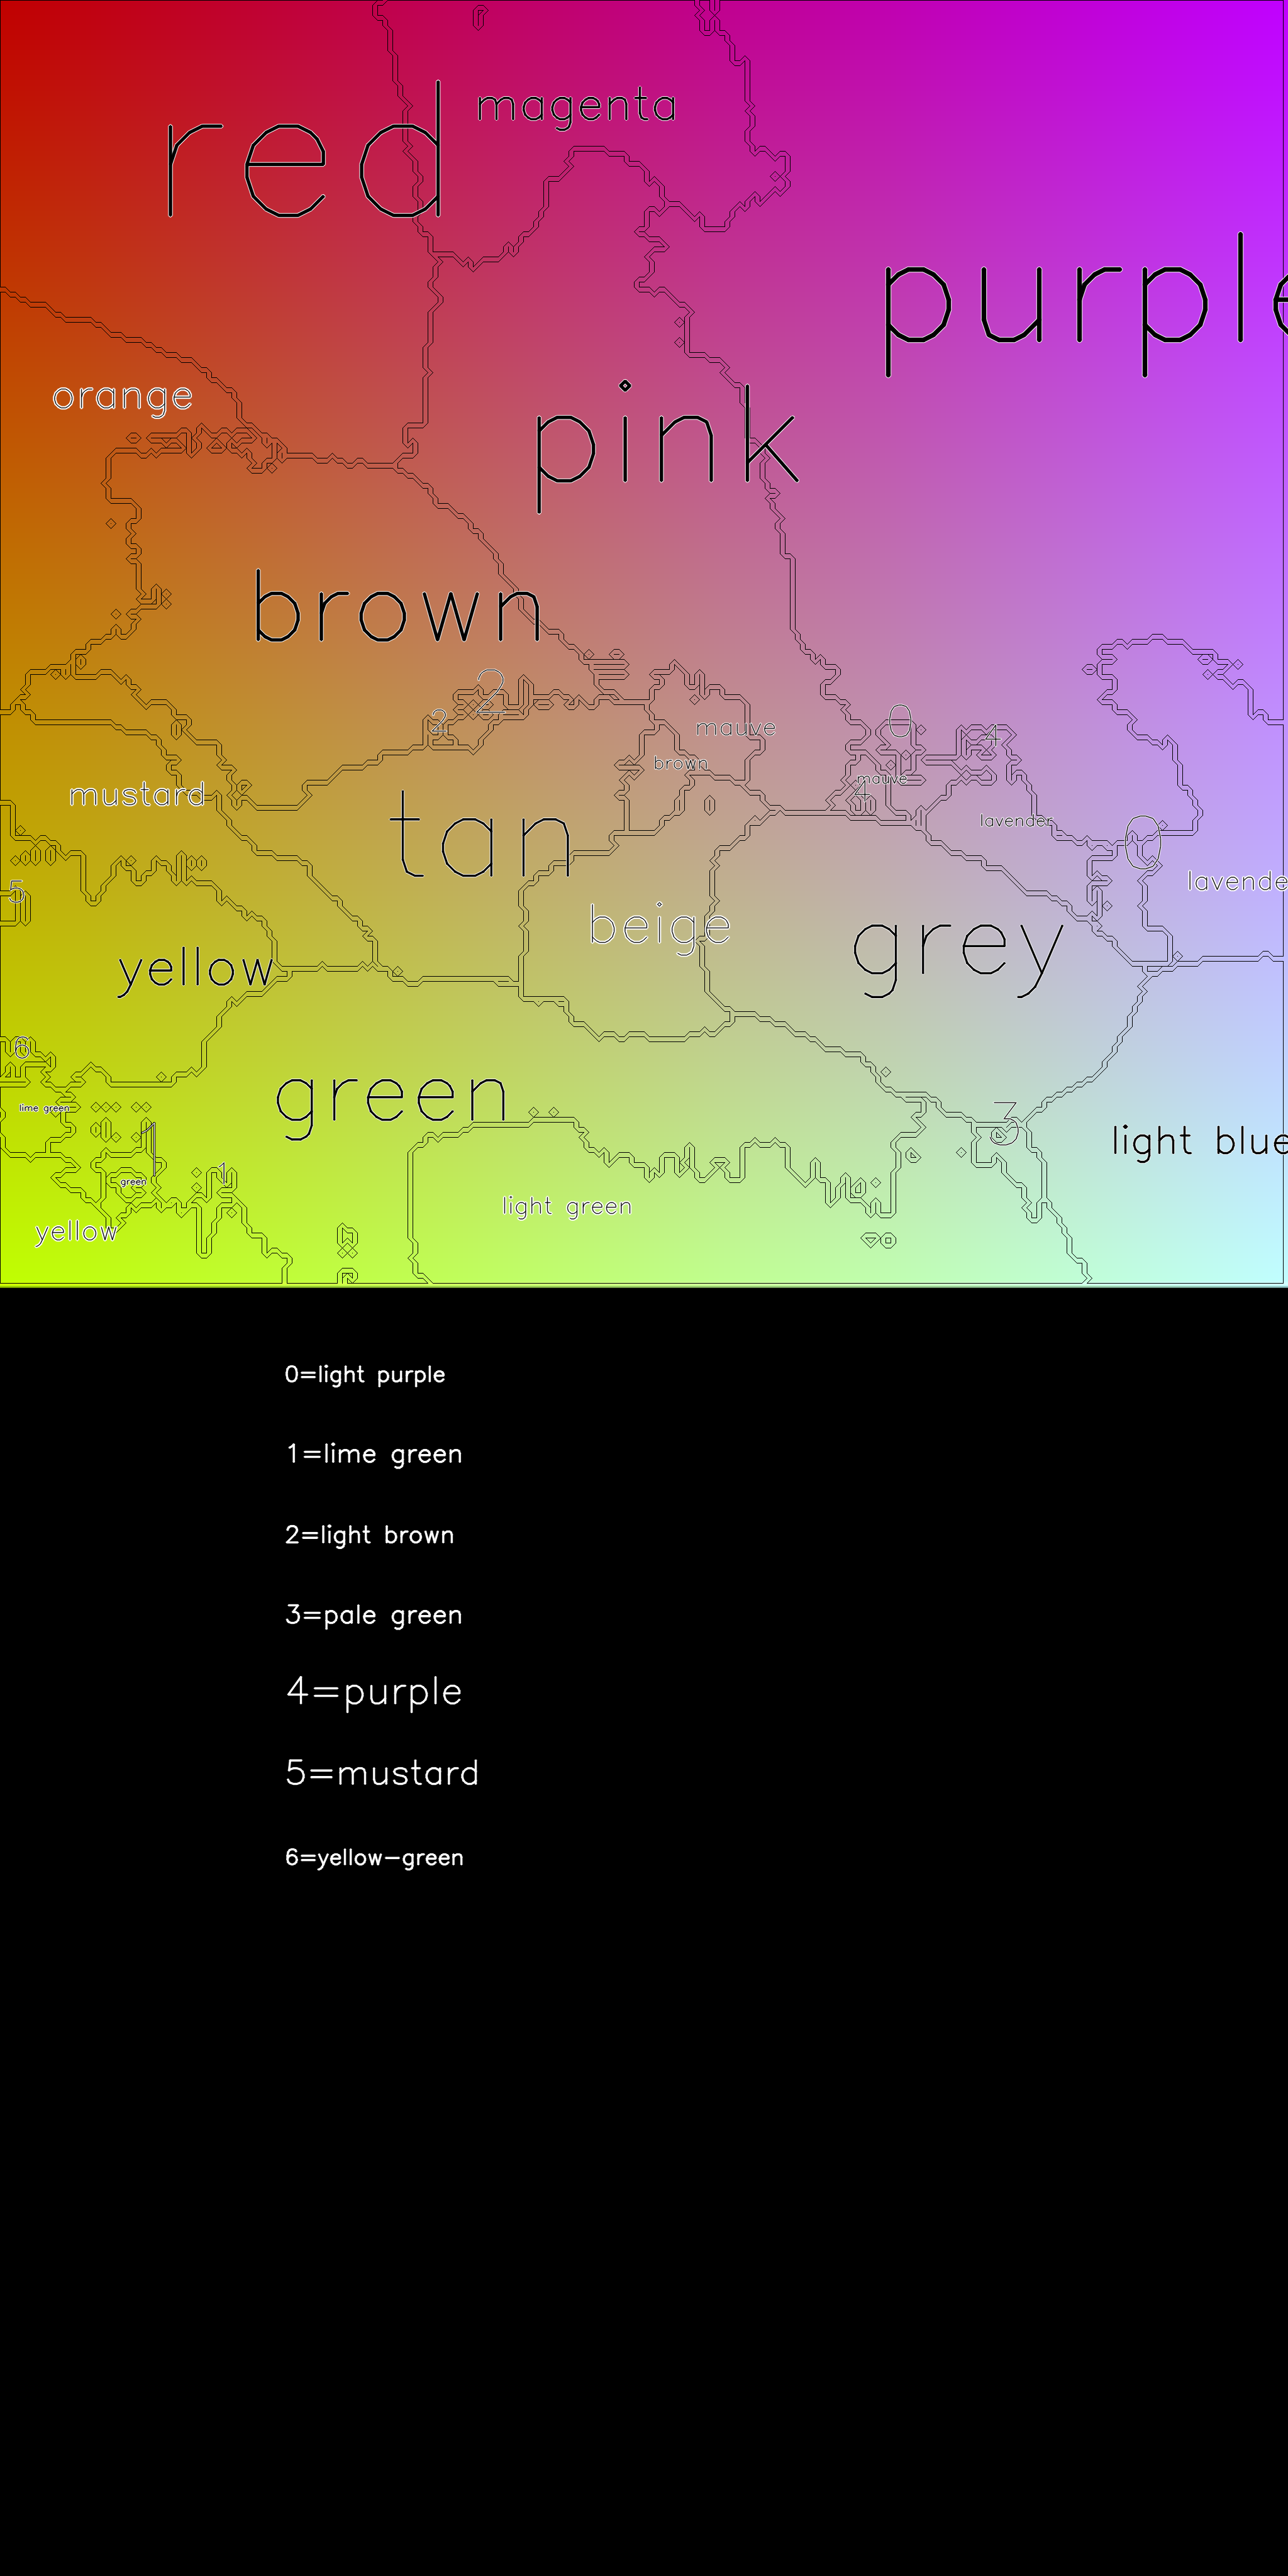 magenta
red
purple
orange
pink
brown
2
2
mauve
0
4
brown
mauve
4
mustard
lavender
tan
0
lavende
5
beige
grey
yellow
6
green
lime green
3
1
light blue
1
green
light green
yellow
0=light purple
1=lime green
2=light brown
3=pale green
4=purple
5=mustard
6=yellow-green